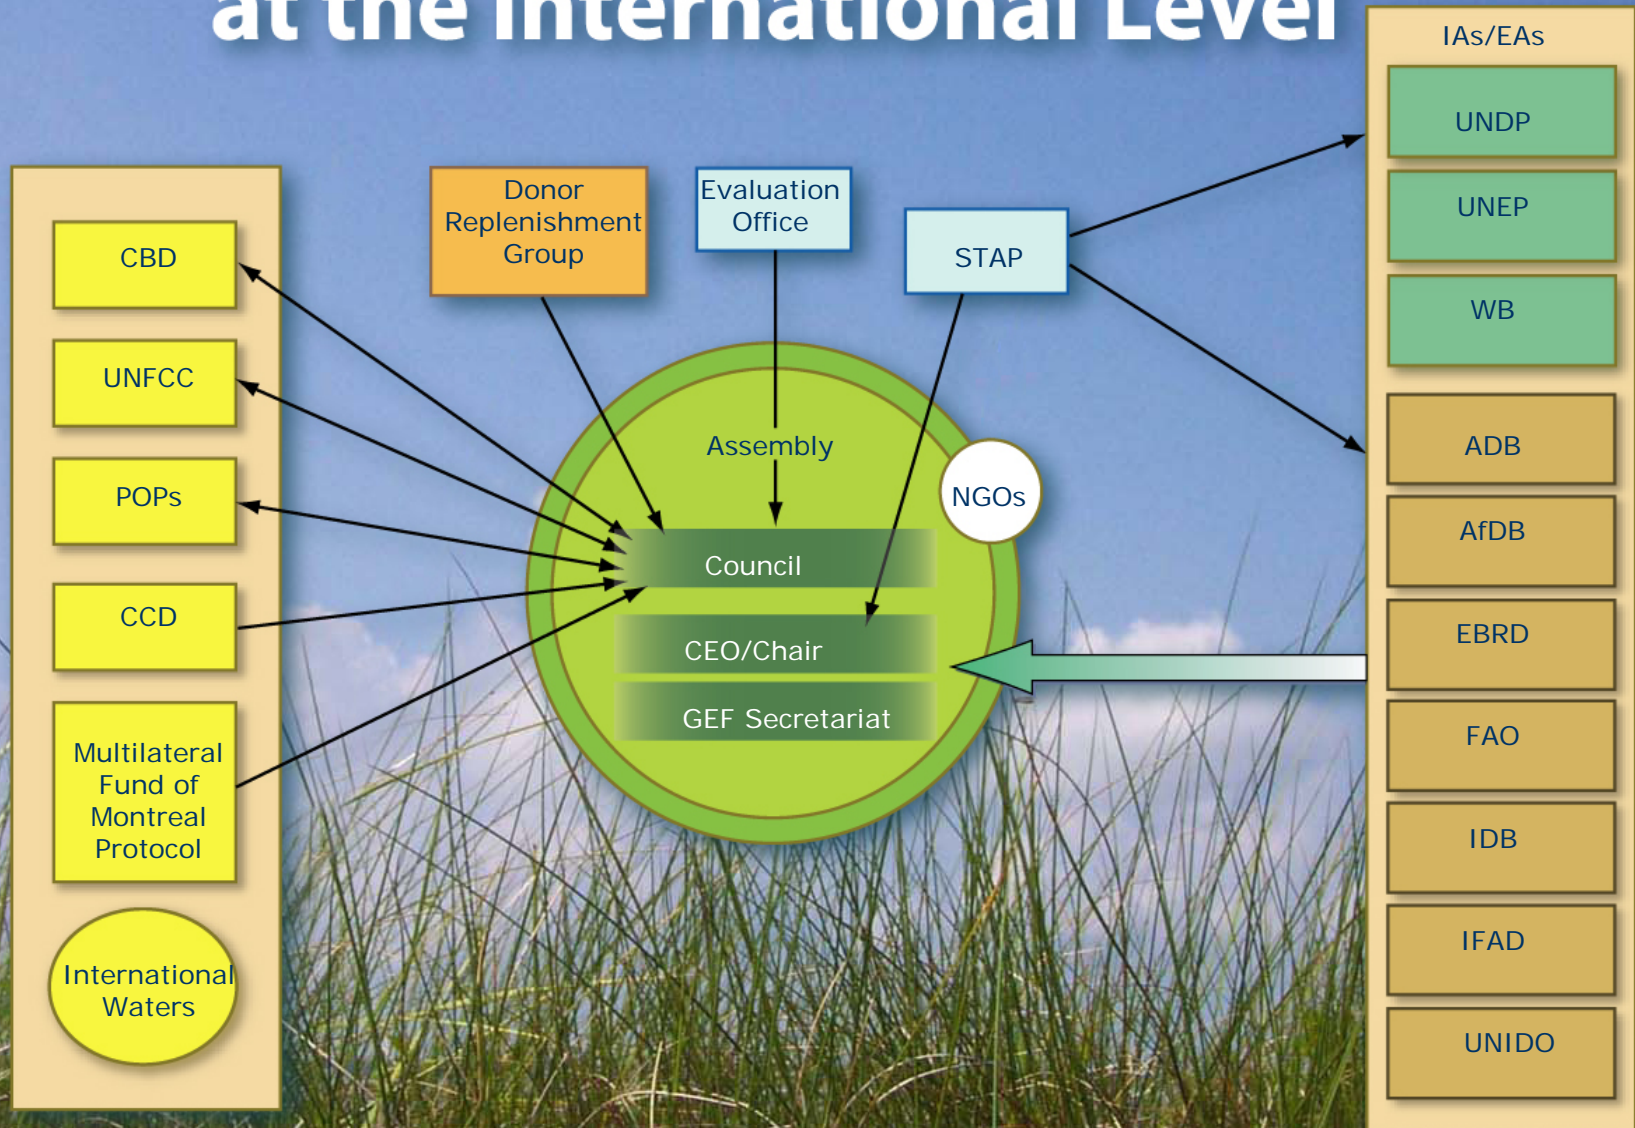 at the International Level
IAs/EAs
UNDP
UNEP
WB
ADB
AfDB
EBRD
FAO
IDB
IFAD
UNIDO
CBD
UNFCC
POPs
CCD
Multilateral
Fund of
Montreal
Protocol
International
Waters
Donor
Replenishment
Group
Evaluation
Office
STAP
Assembly
NGOs
Council
CEO/Chair
GEF Secretariat